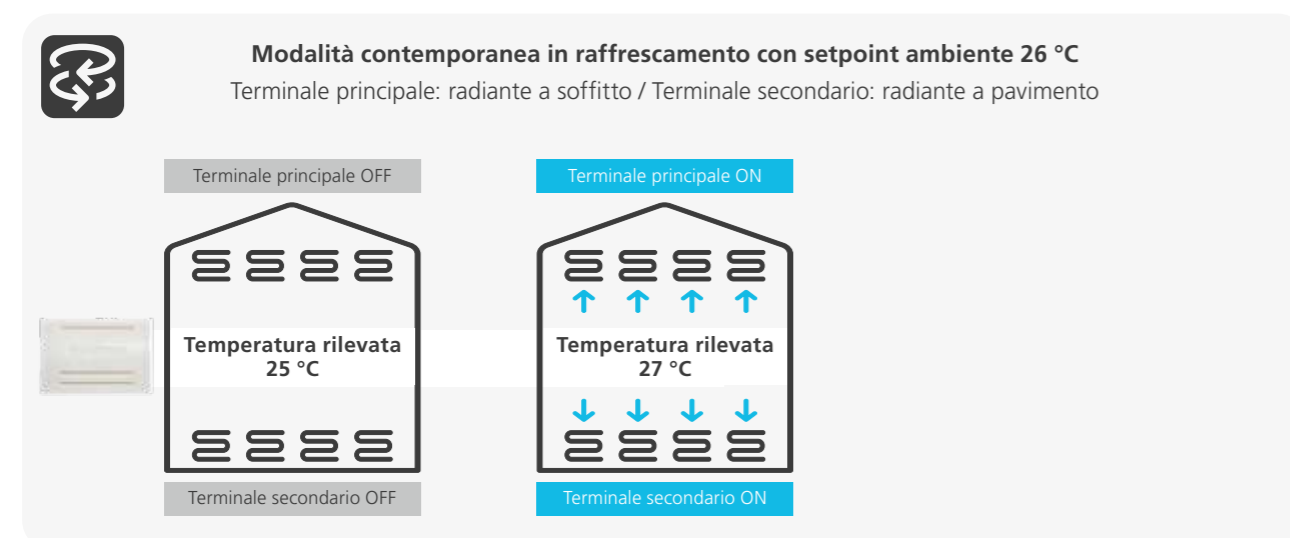 Modalità contemporanea in raffrescamento con setpoint ambiente 26 °C
Terminale principale: radiante a soffitto / Terminale secondario: radiante a pavimento
Terminale principale OFF
Terminale principale ON
Temperatura rilevata
25 °C
Temperatura rilevata
27 °C
Terminale secondario OFF
Terminale secondario ON